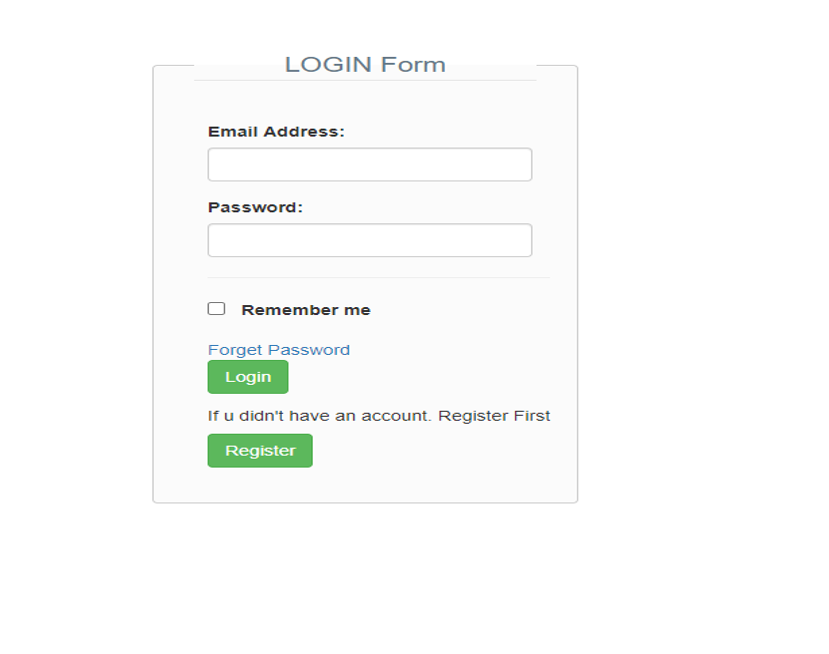 LOGIN Form
Email Address:
Password:
Remember me
Forget Password
Login
If u didn't have an account. Register First
Register